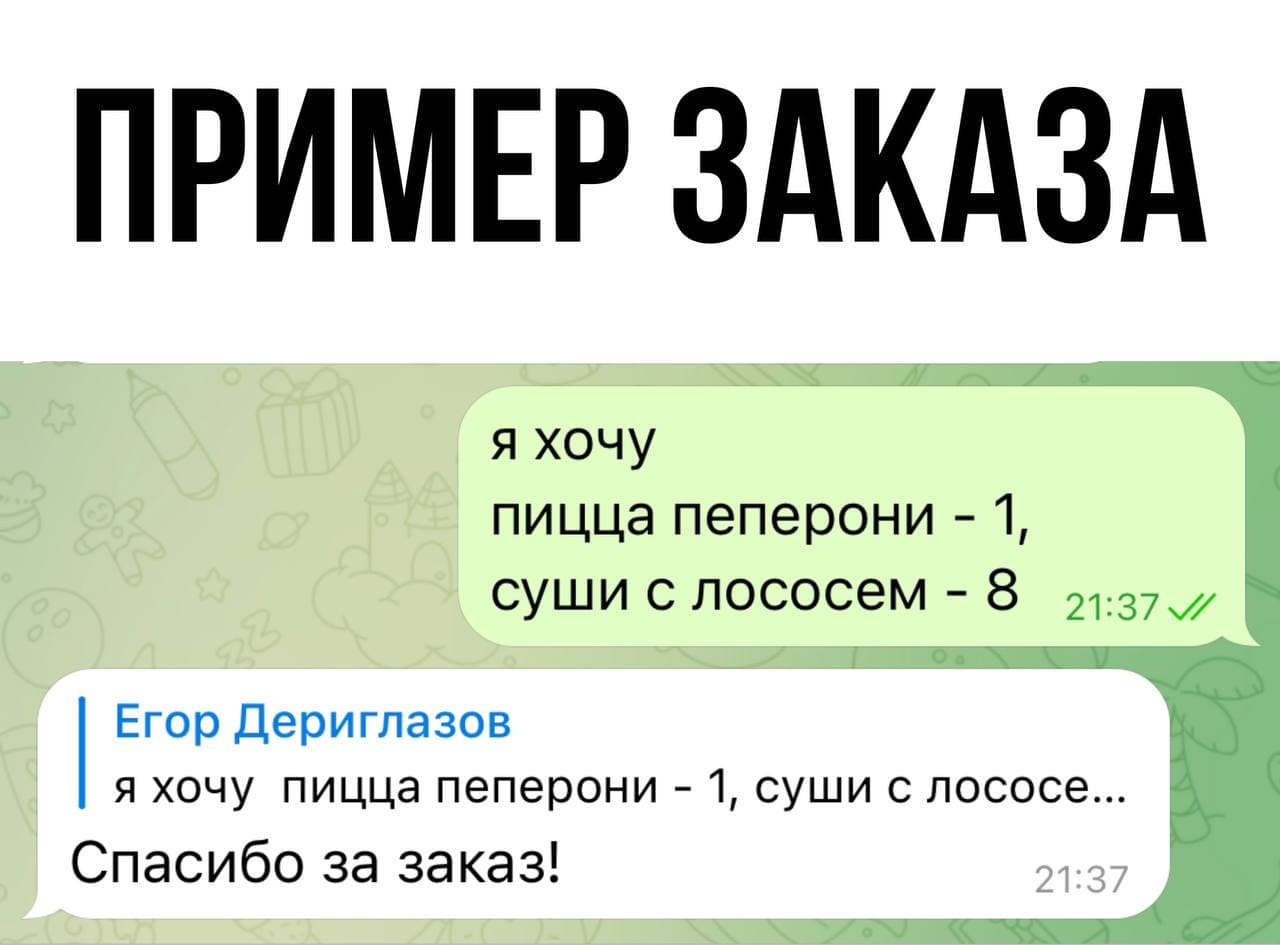 ПРИМЕР ЗАКАЗА
я хочу
пицца пеперони - 1,
суши с лососем - 8
21:37
Егор Дериглазов
я хочу  пицца пеперони - 1, суши с лососе...
Спасибо за заказ!
21:37